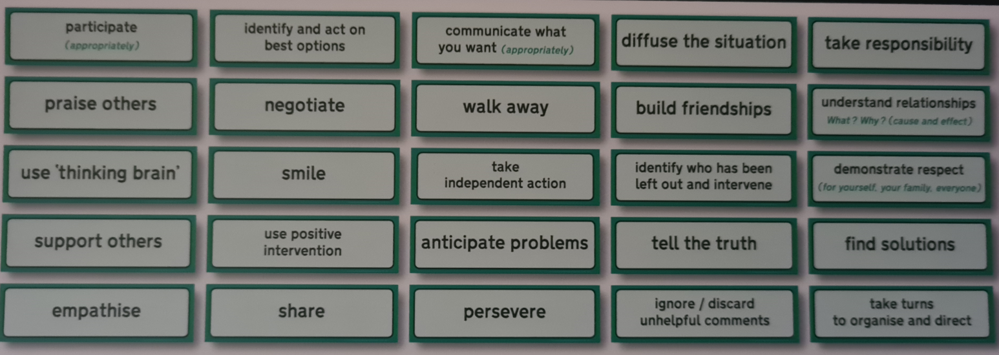 participate
(appropriately)
identify and act on
best options
communicate what
you want (appropriately)
diffuse the situation
take responsibility
praise others
negotiate
walk away
build friendships
understand relationships
What? Why? (cause and effect)
use 'thinking brain'
smile
take
independent action
identify who has been
left out and intervene
demonstrate respect
(for yourself, your family, everyone)
support others
use positive
intervention
anticipate problems
tell the truth
find solutions
empathise
share
persevere
ignore / discard
unhelpful comments
take turns
to organise and direct